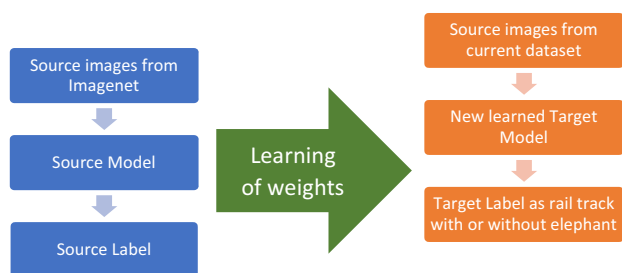 Source images from
Imagenet
Source Model
Source Label
Learning
of weights
Source images from
current dataset
New learned Target
Model
Target Label as rail track
with or without elephant